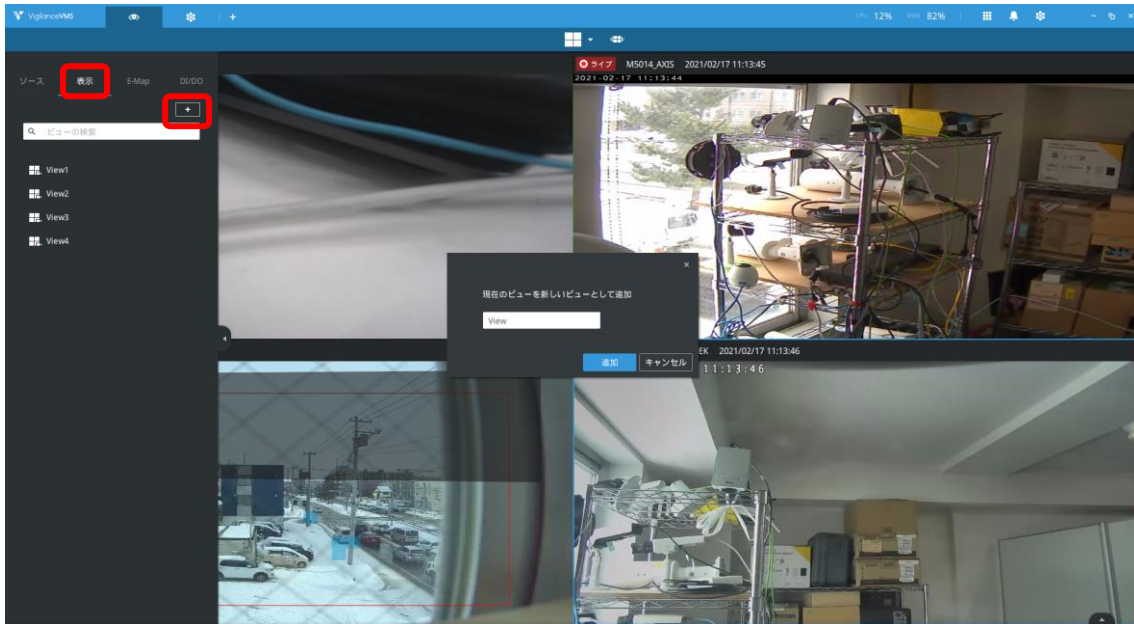 VigilanceVMS
CPU 12% MEM 82%
ソース 表示 E-Map DI/DO
+
ビューの検索
View1
View2
View3
View4
ライブ M5014_AXIS 2021/02/17 11:13:45
2021-02-17 11:13:44
現在のビューを新しいビューとして追加
View
追加 キャンセル
EK 2021/02/17 11:13:46
11:13:46